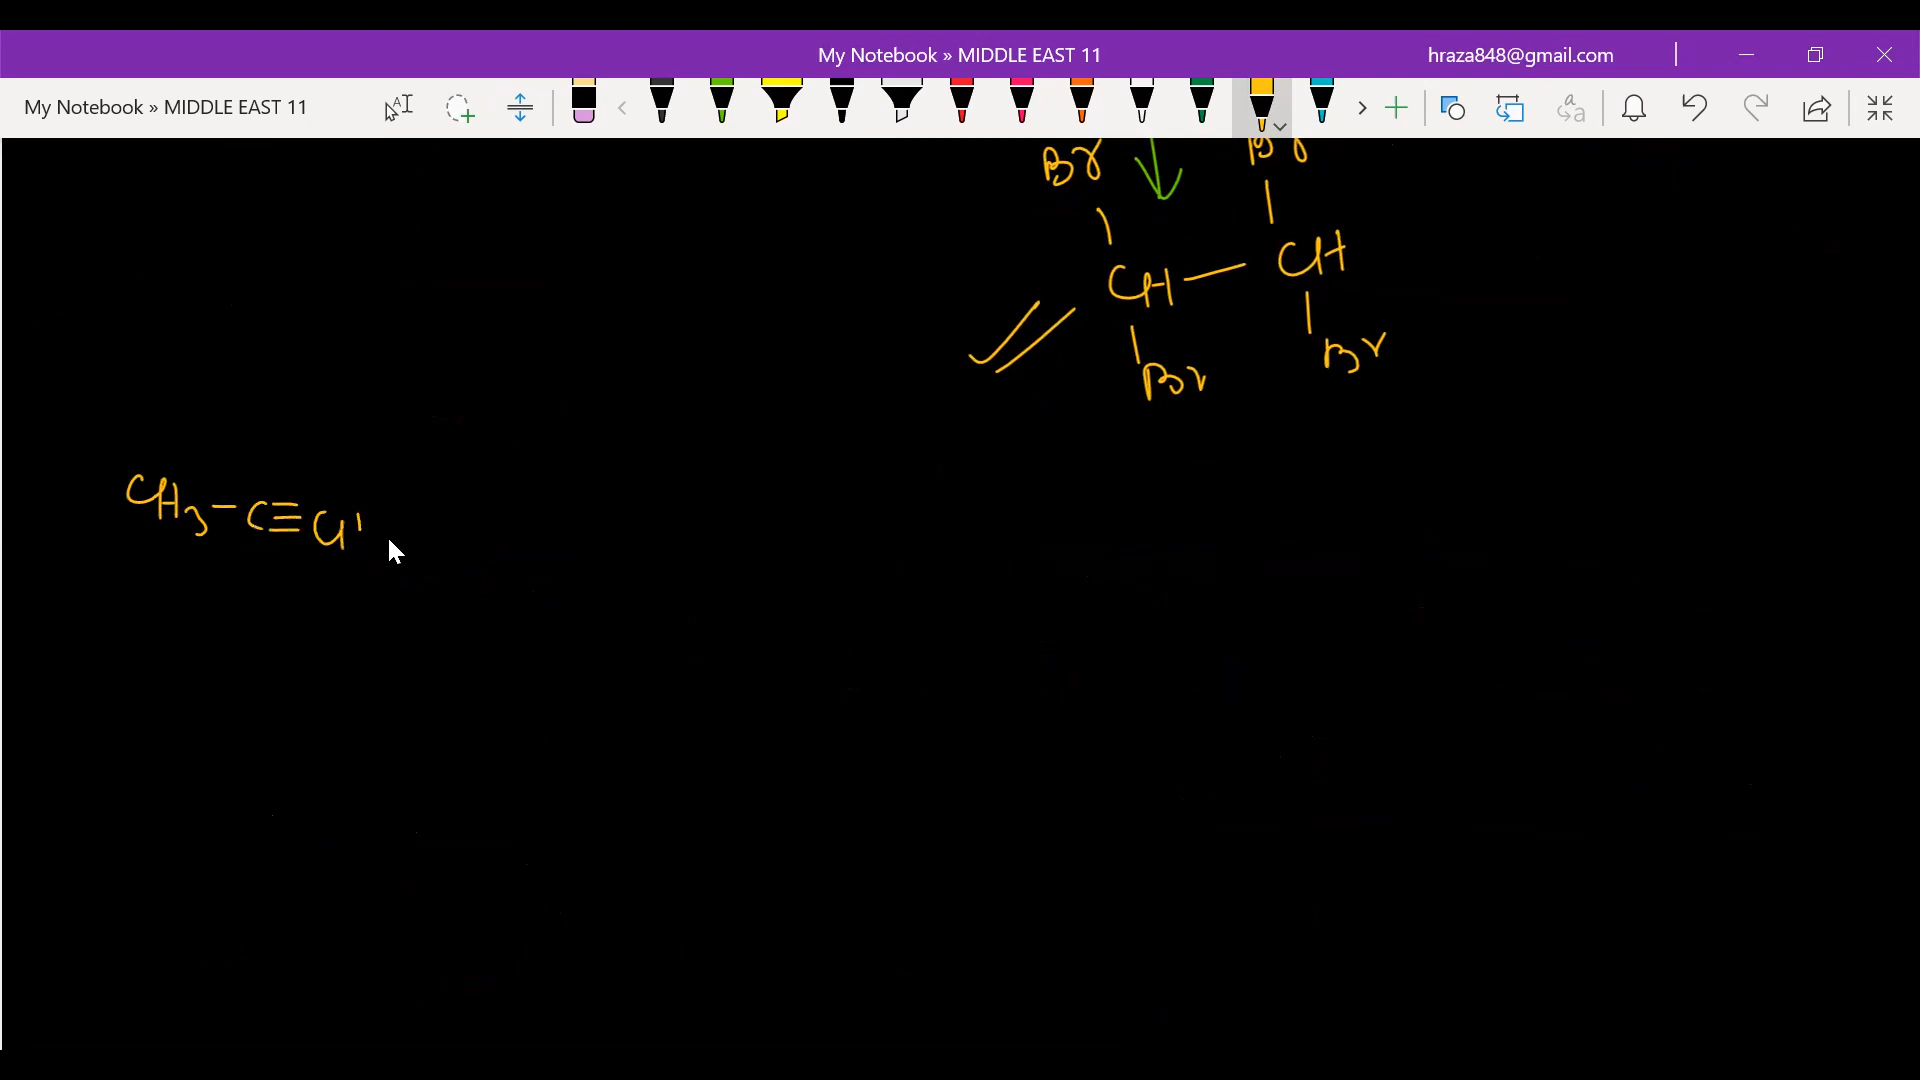 My Notebook » MIDDLE EAST 11
hraza848@gmail.com
My Notebook » MIDDLE EAST 11
Br Br
CH — CH
Br
Br
CH3-C≡